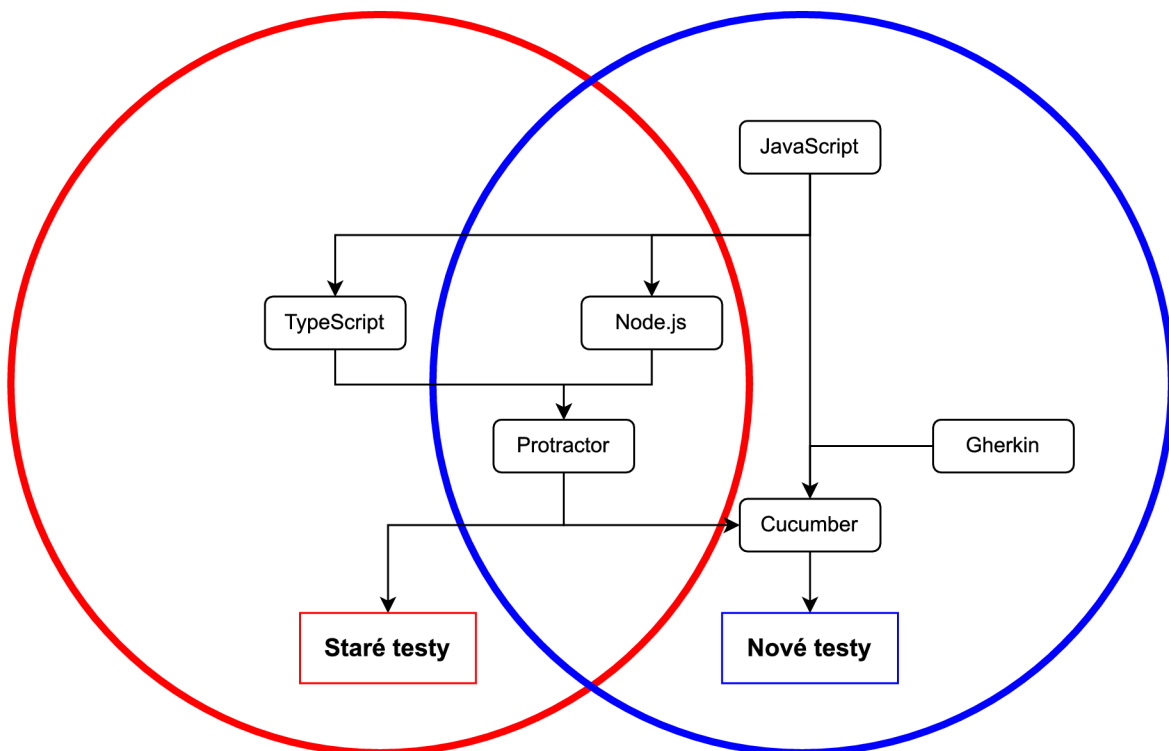 JavaScript
TypeScript
Node.js
Protractor
Gherkin
Cucumber
Staré testy
Nové testy